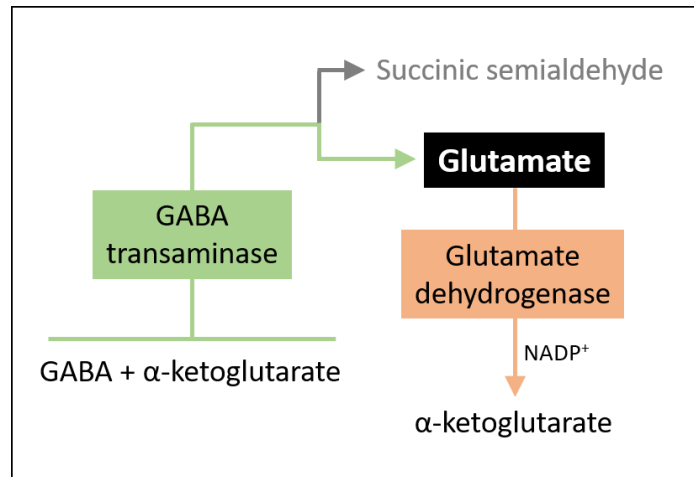 Succinic semialdehyde
Glutamate
GABA
transaminase
Glutamate
dehydrogenase
NADP⁺
GABA + α-ketoglutarate
α-ketoglutarate